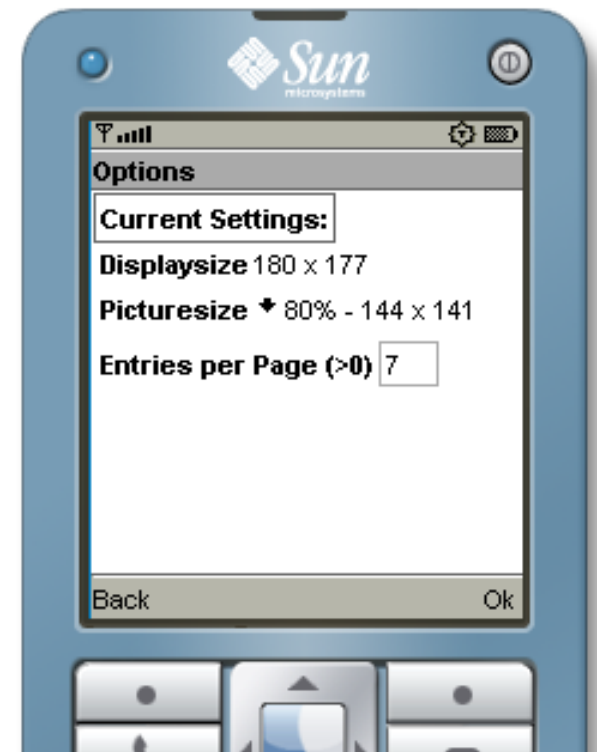 Sun
microsystems
Options
Current Settings:
Displaysize 180 x 177
Picturesize 80% - 144 x 141
Entries per Page (>0) 7
Back Ok